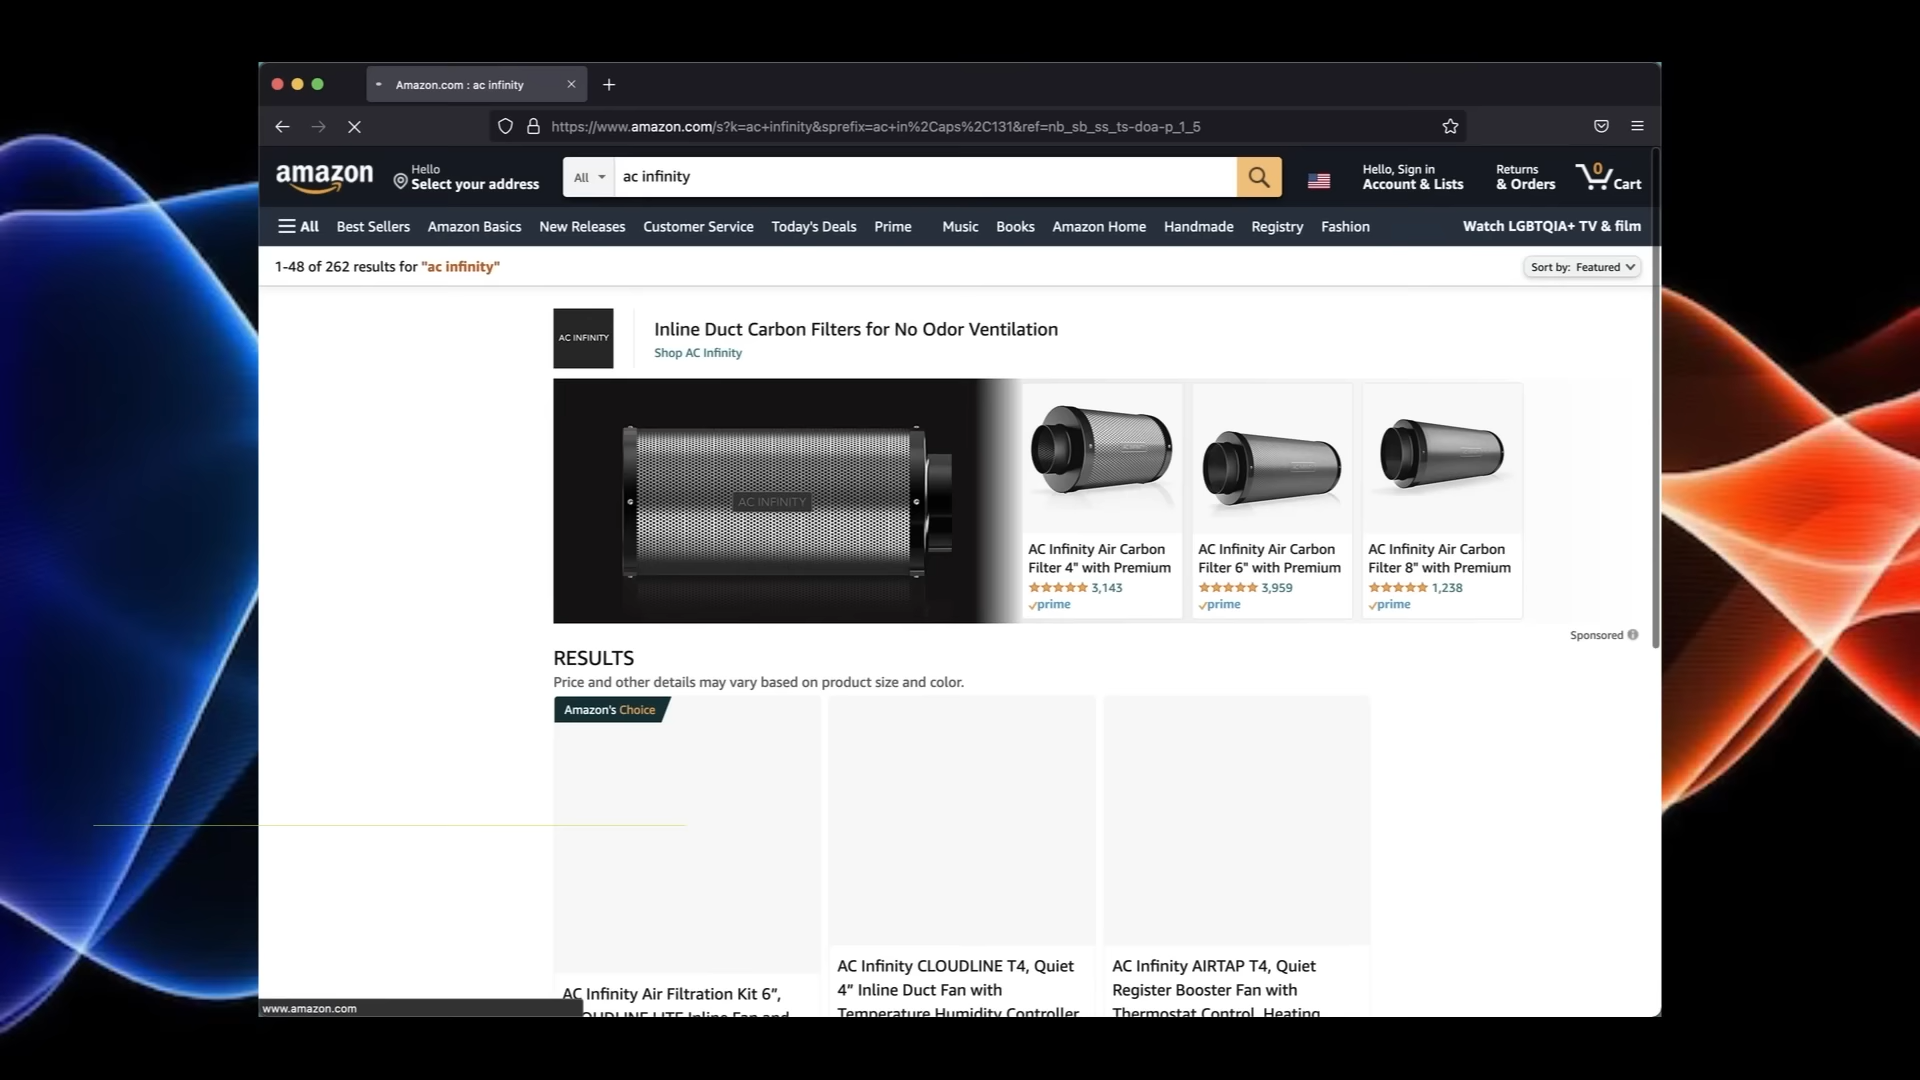 Amazon.com : ac infinity
https://www.amazon.com/s?k=ac+infinity&sprefix=ac+in%2Caps%2C131&ref=nb_sb_ss_ts-doa-p_1_5
amazon
Hello
Select your address
All
ac infinity
Hello, Sign in
Account & Lists
Returns
& Orders
0
Cart
All
Best Sellers
Amazon Basics
New Releases
Customer Service
Today's Deals
Prime
Music
Books
Amazon Home
Handmade
Registry
Fashion
Watch LGBTQIA+ TV & film
1-48 of 262 results for "ac infinity"
Sort by: Featured
AC INFINITY
Inline Duct Carbon Filters for No Odor Ventilation
Shop AC Infinity
AC INFINITY
AC Infinity Air Carbon
Filter 4" with Premium
3,143
prime
AC Infinity Air Carbon
Filter 6" with Premium
3,959
prime
AC Infinity Air Carbon
Filter 8" with Premium
1,238
prime
Sponsored
RESULTS
Price and other details may vary based on product size and color.
Amazon's Choice
AC Infinity Air Filtration Kit 6”,
CLOUDLINE LITE Inline Fan and
AC Infinity CLOUDLINE T4, Quiet
4” Inline Duct Fan with
Temperature Humidity Controller
AC Infinity AIRTAP T4, Quiet
Register Booster Fan with
Thermostat Control, Heating
www.amazon.com